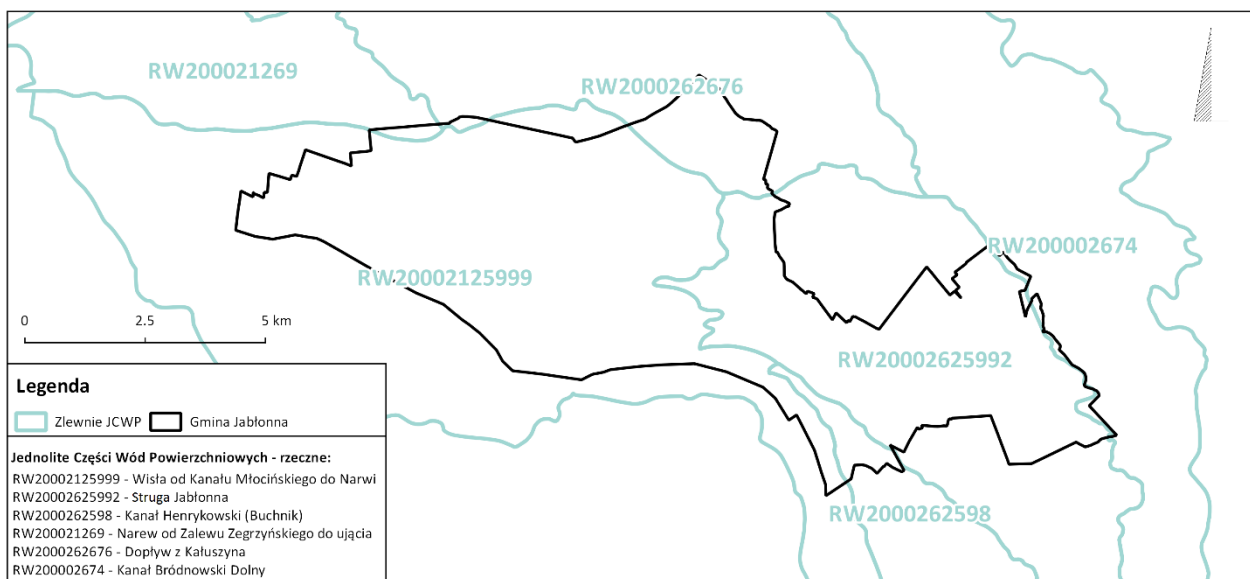 RW200021269
RW2000262676
RW200002674
RW20002125999
0 2.5 5 km
RW20002625992
Legenda
Zlewnie JCWP Gmina Jabłonna
Jednolite Części Wód Powierzchniowych - rzeczne:
RW20002125999 - Wisła od Kanału Młocińskiego do Narwi
RW20002625992 - Struga Jabłonna
RW2000262598 - Kanał Henrykowski (Buchnik)
RW200021269 - Narew od Zalewu Zegrzyńskiego do ującia
RW2000262676 - Dopływ z Kałuszyna
RW200002674 - Kanał Bródnowski Dolny
RW2000262598